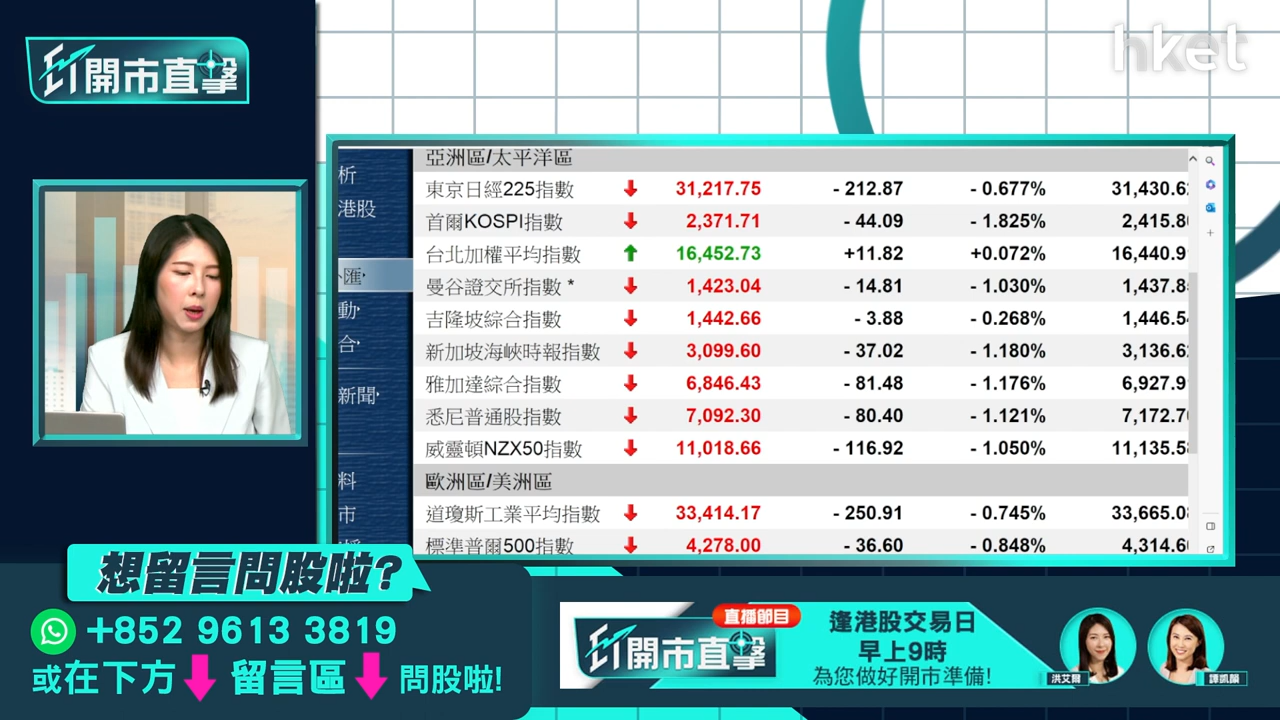 開市直擊
hket
析
港股
匯
動
合
新聞
料
市
亞洲區/太平洋區
東京日經225指數 31,217.75 - 212.87 - 0.677% 31,430.6
首爾KOSPI指數 2,371.71 - 44.09 - 1.825% 2,415.8
台北加權平均指數 16,452.73 +11.82 +0.072% 16,440.9
曼谷證交所指數 * 1,423.04 - 14.81 - 1.030% 1,437.8
吉隆坡綜合指數 1,442.66 - 3.88 - 0.268% 1,446.5
新加坡海峽時報指數 3,099.60 - 37.02 - 1.180% 3,136.6
雅加達綜合指數 6,846.43 - 81.48 - 1.176% 6,927.9
悉尼普通股指數 7,092.30 - 80.40 - 1.121% 7,172.7
威靈頓NZX50指數 11,018.66 - 116.92 - 1.050% 11,135.5
歐洲區/美洲區
道瓊斯工業平均指數 33,414.17 - 250.91 - 0.745% 33,665.0
標準普爾500指數 4,278.00 - 36.60 - 0.848% 4,314.6
想留言問股啦?
+852 9613 3819
或在下方 留言區 問股啦!
直播節目
開市直擊
逢港股交易日
早上9時
為您做好開市準備!
洪艾爾
譚凱韻